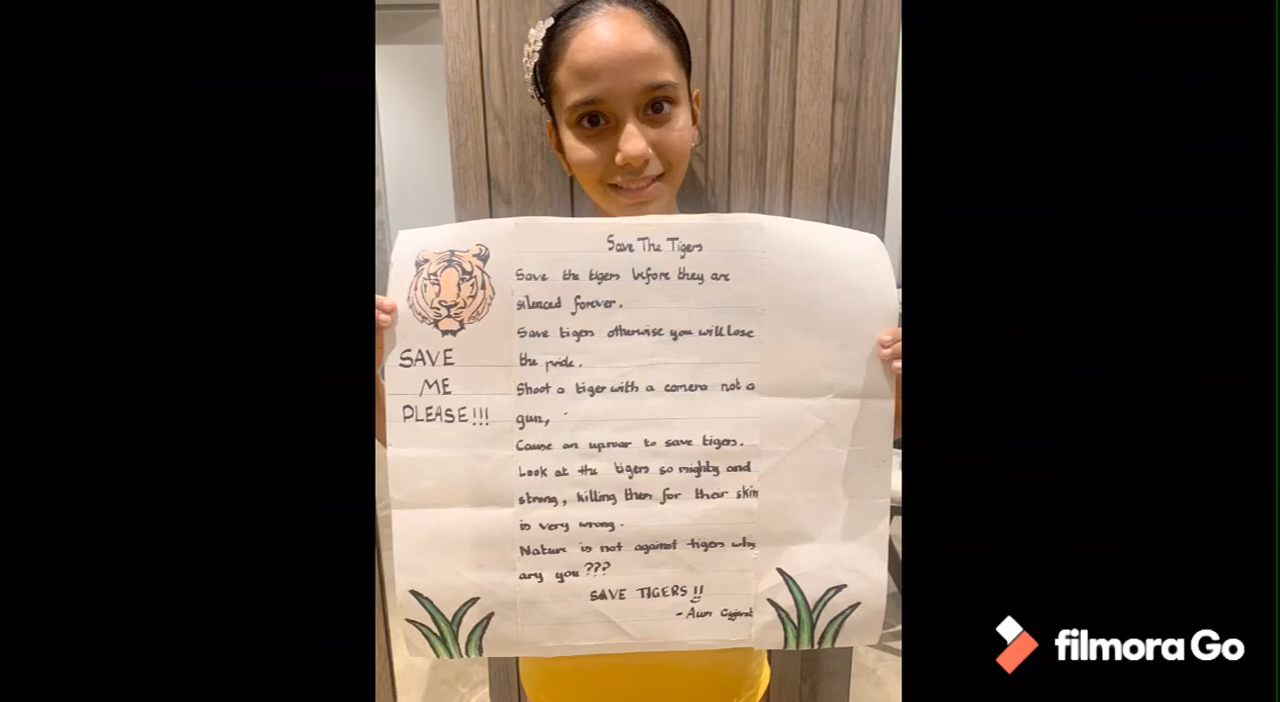 Save The Tigers
Save the tigers before they are
silenced forever.
Save tigers otherwise you will lose
the pride.
Shoot a tiger with a camera not a
gun,
Cause an uproar to save tigers.
Look at the tigers so mighty and
strong, killing them for their skin
is very wrong.
Nature is not against tigers why
ary you ???
SAVE TIGERS !!
SAVE
ME
PLEASE!!!
filmora Go